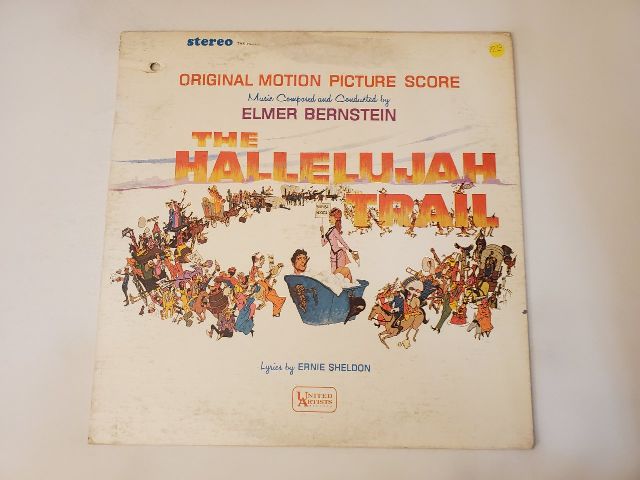 stereo
ORIGINAL MOTION PICTURE SCORE
Music Composed and Conducted by
ELMER BERNSTEIN
THE
HALLELUJAH
TRAIL
Lyrics by ERNIE SHELDON
UNITED
ARTISTS